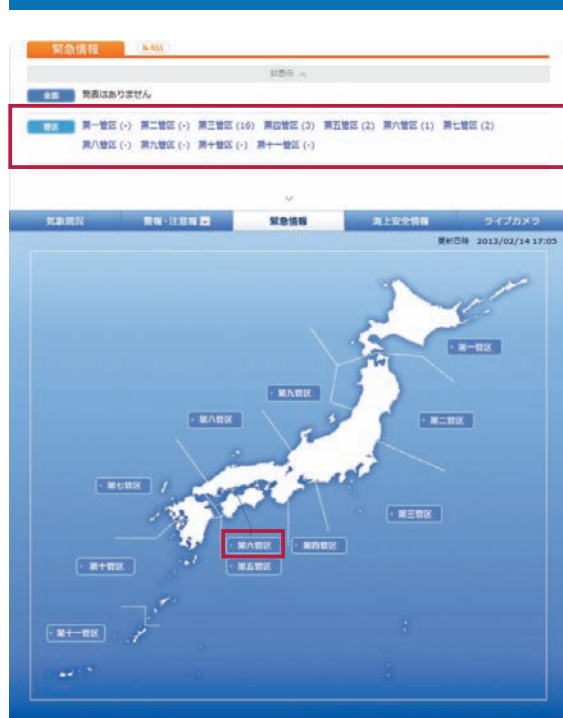 緊急情報 RSS
非表示
全国 発表はありません
管区 第一管区 (-) 第二管区 (-) 第三管区 (16) 第四管区 (3) 第五管区 (2) 第六管区 (1) 第七管区 (2)
第八管区 (-) 第九管区 (-) 第十管区 (-) 第十一管区 (-)
気象現況 警報・注意報 緊急情報 海上安全情報 ライブカメラ
更新日時 2013/02/14 17:05
第一管区
第九管区
第八管区
第二管区
第七管区
第三管区
第六管区
第四管区
第十管区
第五管区
第十一管区